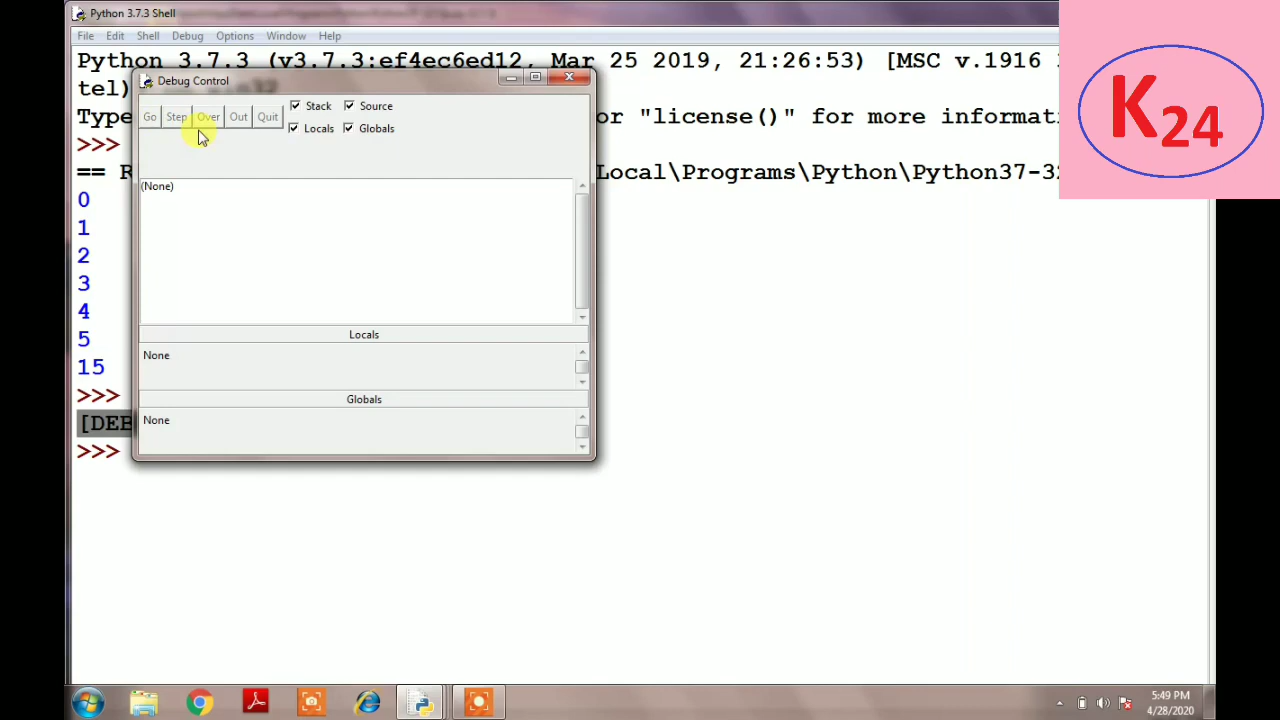 Python 3.7.3 Shell
File Edit Shell Debug Options Window Help
Python 3.7.3 (v3.7.3:ef4ec6ed12, Mar 25 2019, 21:26:53) [MSC v.1916
tel)
Type or "license()" for more informati
>>>
== R Local\Programs\Python\Python37-32
0
1
2
3
4
5
15
>>>
[DEB
>>>
Debug Control
Go Step Over Out Quit
Stack Source
Locals Globals
(None)
Locals
None
Globals
None
K24
5:49 PM
4/28/2020